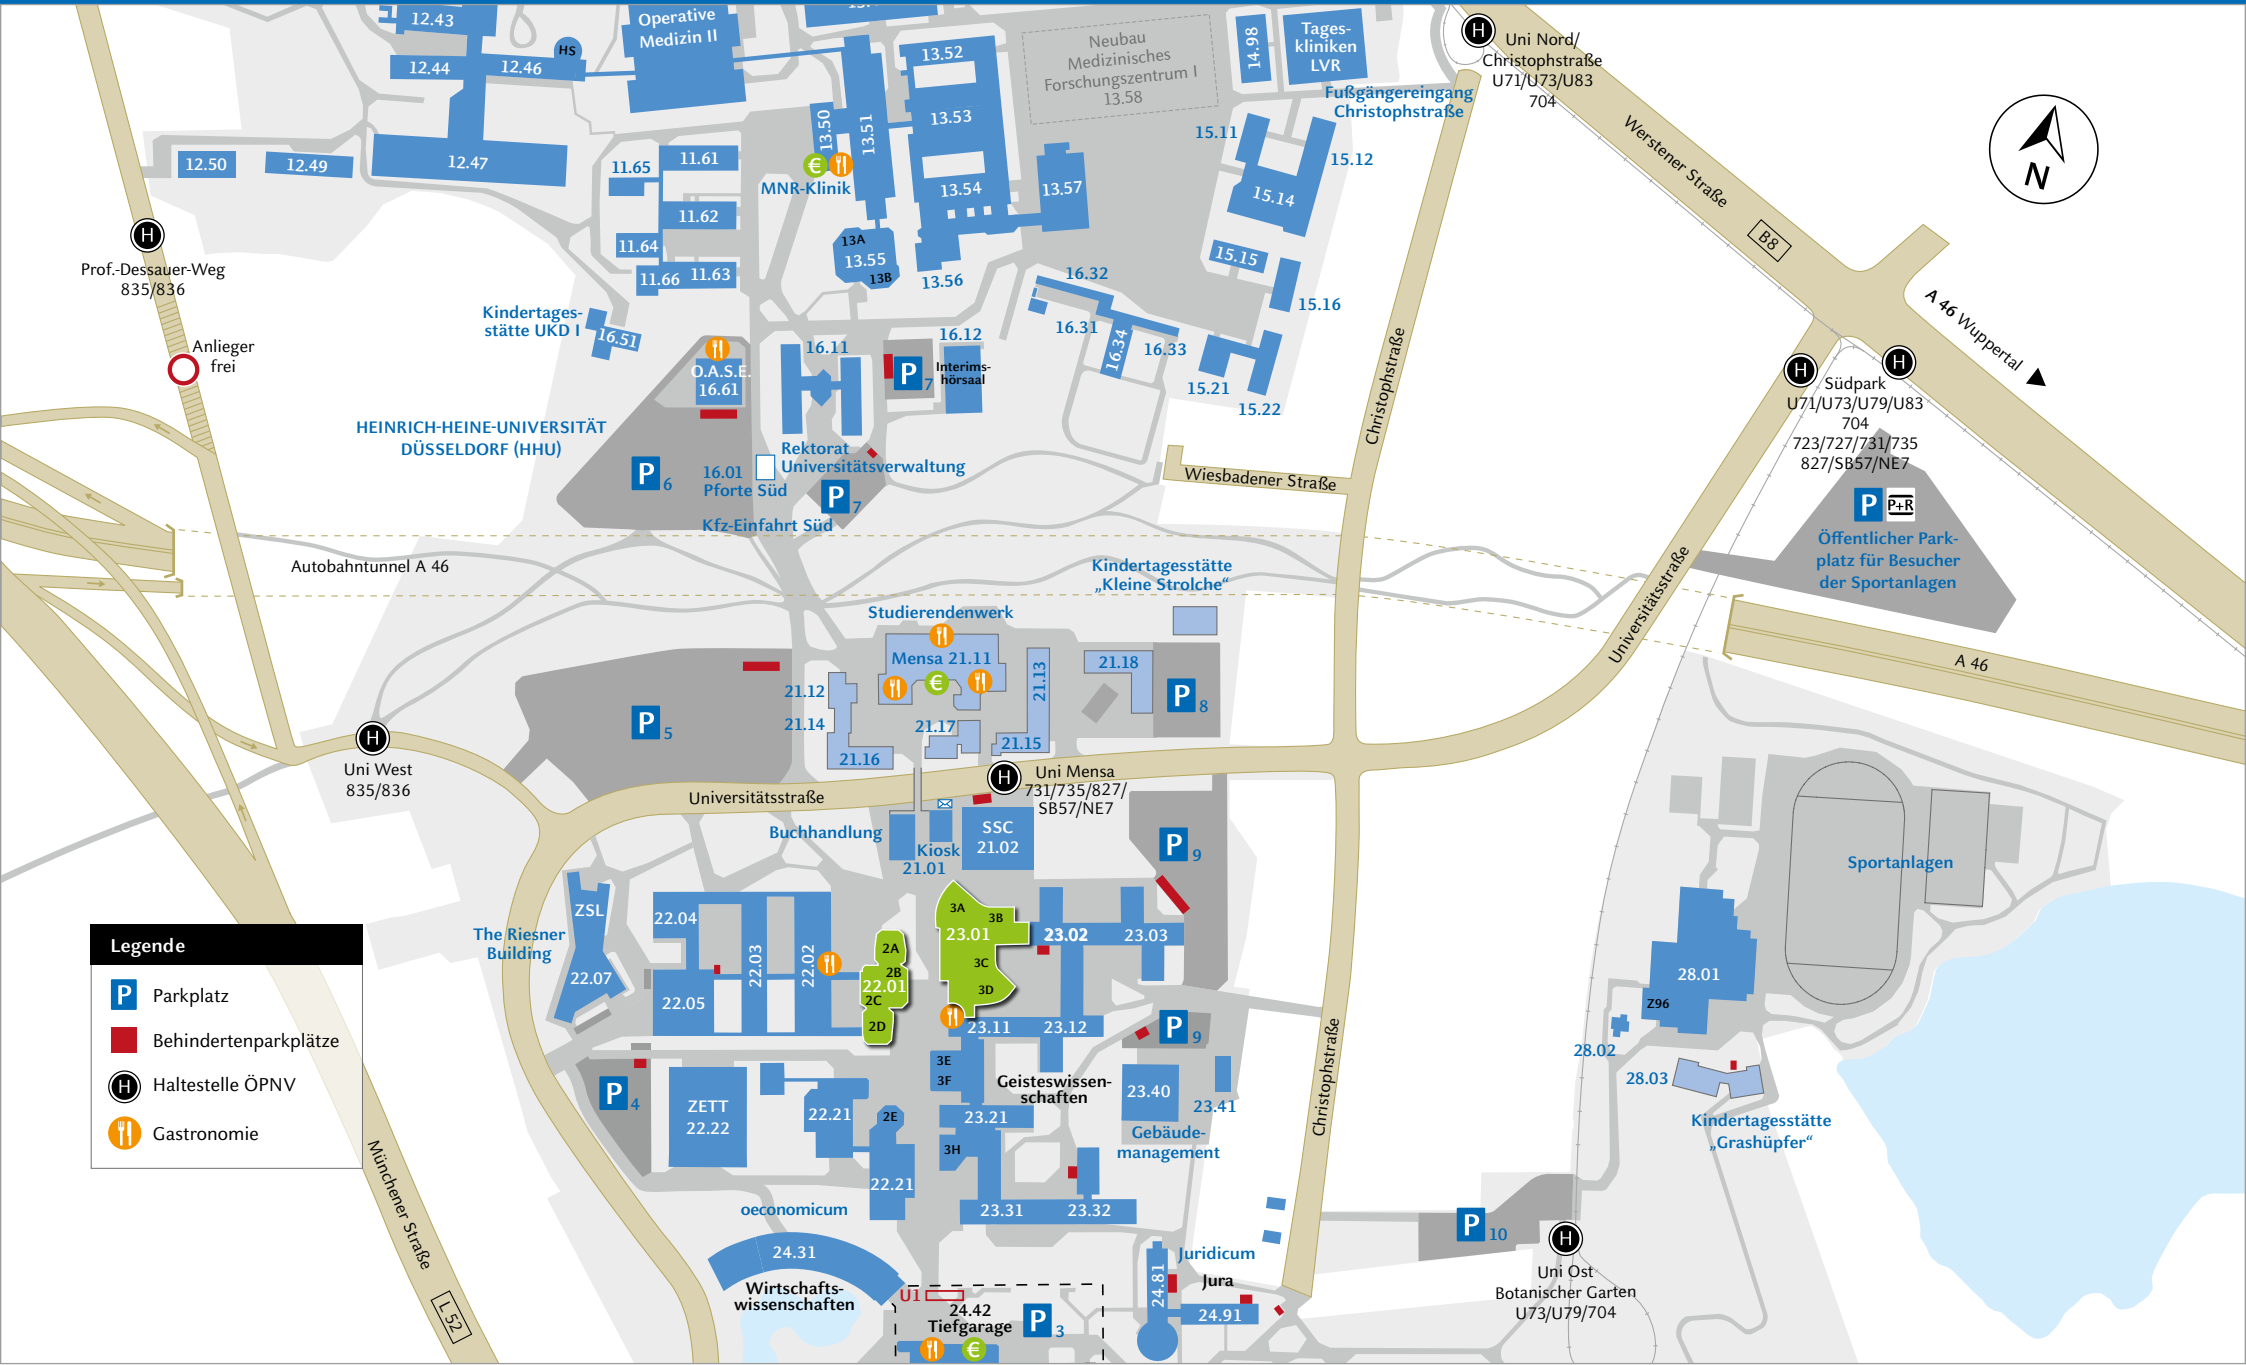 12.43
Operative
Medizin II
HS
12.44
12.46
13.52
Neubau
Medizinisches
Forschungszentrum I
13.58
14.98
Tages-
kliniken
LVR
H
Uni Nord/
Christophstraße
U71/U73/U83
704
Fußgängereingang
Christophstraße
N
12.50
12.49
12.47
11.65
11.61
11.62
11.64
11.66
11.63
13.50
13.51
€
MNR-Klinik
13.53
13.54
13.57
13A
13.55
13B
13.56
15.11
15.12
15.14
15.15
15.16
Werstener Straße
B8
A 46 Wuppertal
H
Prof.-Dessauer-Weg
835/836
Anlieger
frei
Kindertages-
stätte UKD I
16.51
O.A.S.E.
16.61
16.11
P 7
16.12
Interims-
hörsaal
16.32
16.31
16.34
16.33
15.21
15.22
Christophstraße
H
H
Südpark
U71/U73/U79/U83
704
723/727/731/735
827/SB57/NE7
P
P+R
Öffentlicher Park-
platz für Besucher
der Sportanlagen
HEINRICH-HEINE-UNIVERSITÄT
DÜSSELDORF (HHU)
P 6
16.01
Pforte Süd
Rektorat
Universitätsverwaltung
P 7
Kfz-Einfahrt Süd
Wiesbadener Straße
Autobahntunnel A 46
Kindertagesstätte
„Kleine Strolche“
Universitätsstraße
A 46
Studierendenwerk
Mensa 21.11
€
21.12
21.14
21.16
21.17
21.13
21.15
21.18
P 8
P 5
H
Uni West
835/836
Universitätsstraße
H
Uni Mensa
731/735/827/
SB57/NE7
Buchhandlung
Kiosk
21.01
SSC
21.02
P 9
Sportanlagen
ZSL
The Riesner
Building
22.07
22.04
22.05
22.03
22.02
2A
2B
22.01
2C
2D
3A
3B
23.01
3C
3D
23.02
23.03
23.11
23.12
P 9
28.01
Z96
28.02
28.03
Kindertagesstätte
„Grashüpfer“
Legende
P Parkplatz
Behindertenparkplätze
H Haltestelle ÖPNV
Gastronomie
P 4
ZETT
22.22
22.21
2E
22.21
3E
3F
Geisteswissen-
schaften
23.21
3H
23.31
23.32
23.40
23.41
Gebäude-
management
Christophstraße
oeconomicum
24.31
Wirtschafts-
wissenschaften
U1
24.42
Tiefgarage
P 3
€
Juridicum
Jura
24.81
24.91
P 10
H
Uni Ost
Botanischer Garten
U73/U79/704
Münchener Straße
L 52